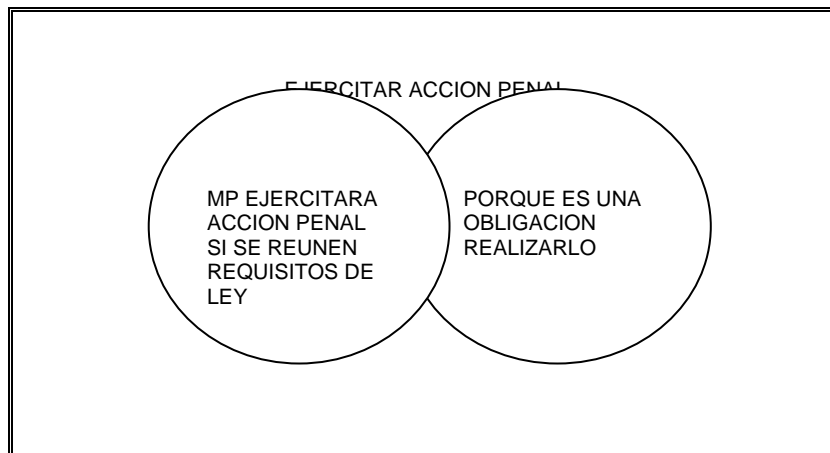 EJERCITAR ACCION PENAL
MP EJERCITARA
ACCION PENAL
SI SE REUNEN
REQUISITOS DE
LEY
PORQUE ES UNA
OBLIGACION
REALIZARLO